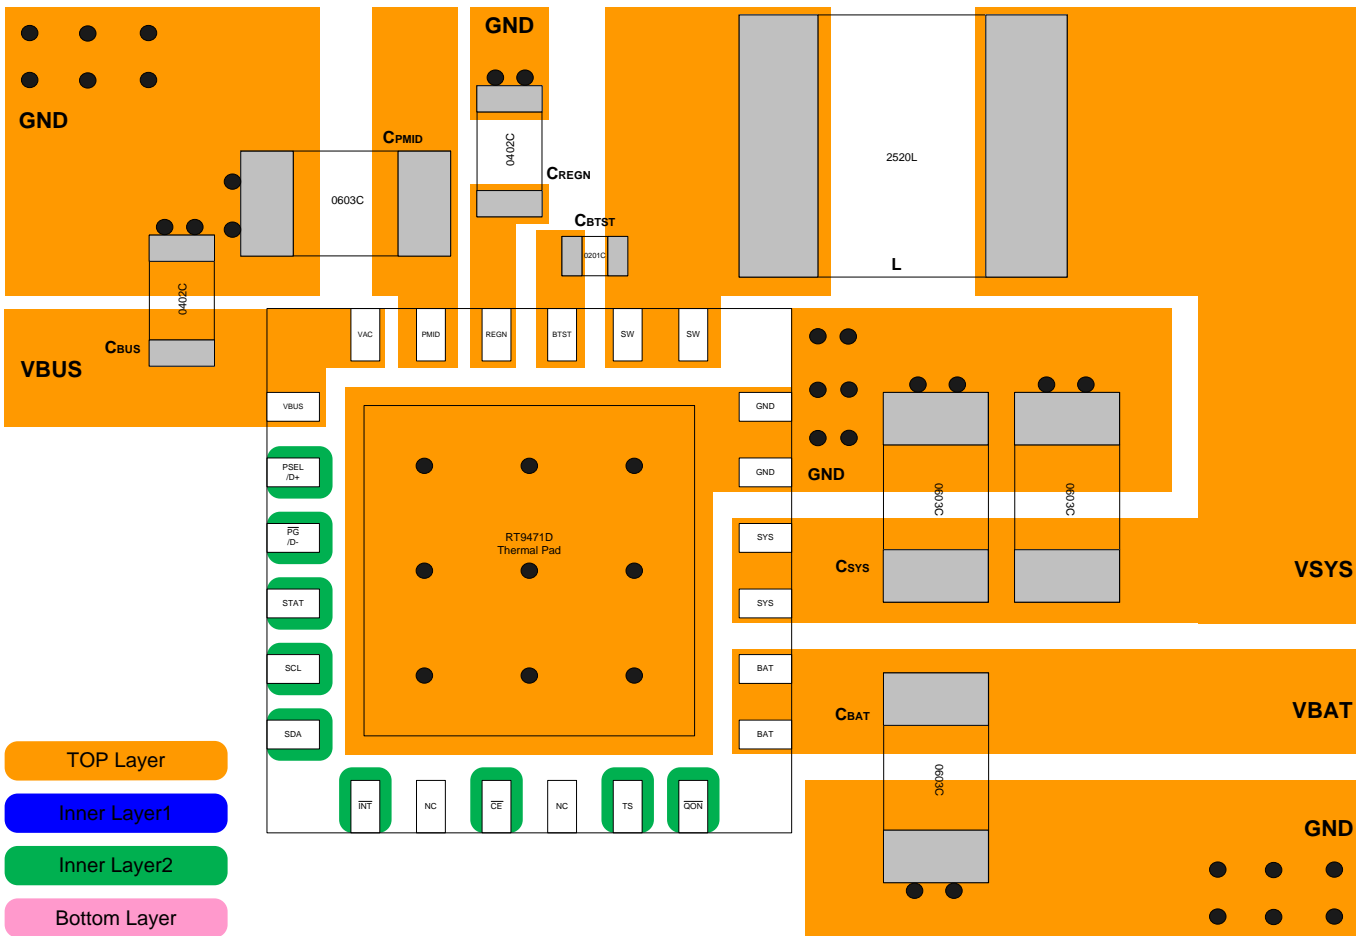 GND
GND
CPMID
0402C
2520L
CREGN
0603C
CBTST
0201C
L
0402C
CBUS
VBUS
VAC
PMID
REGN
BTST
SW
SW
VBUS
GND
PSEL
/D+
GND
GND
PG
/D-
RT9471D
Thermal Pad
SYS
0603C
0603C
CSYS
VSYS
STAT
SYS
SCL
BAT
CBAT
VBAT
SDA
BAT
TOP Layer
Inner Layer1
Inner Layer2
Bottom Layer
INT
NC
CE
NC
TS
QON
0603C
GND